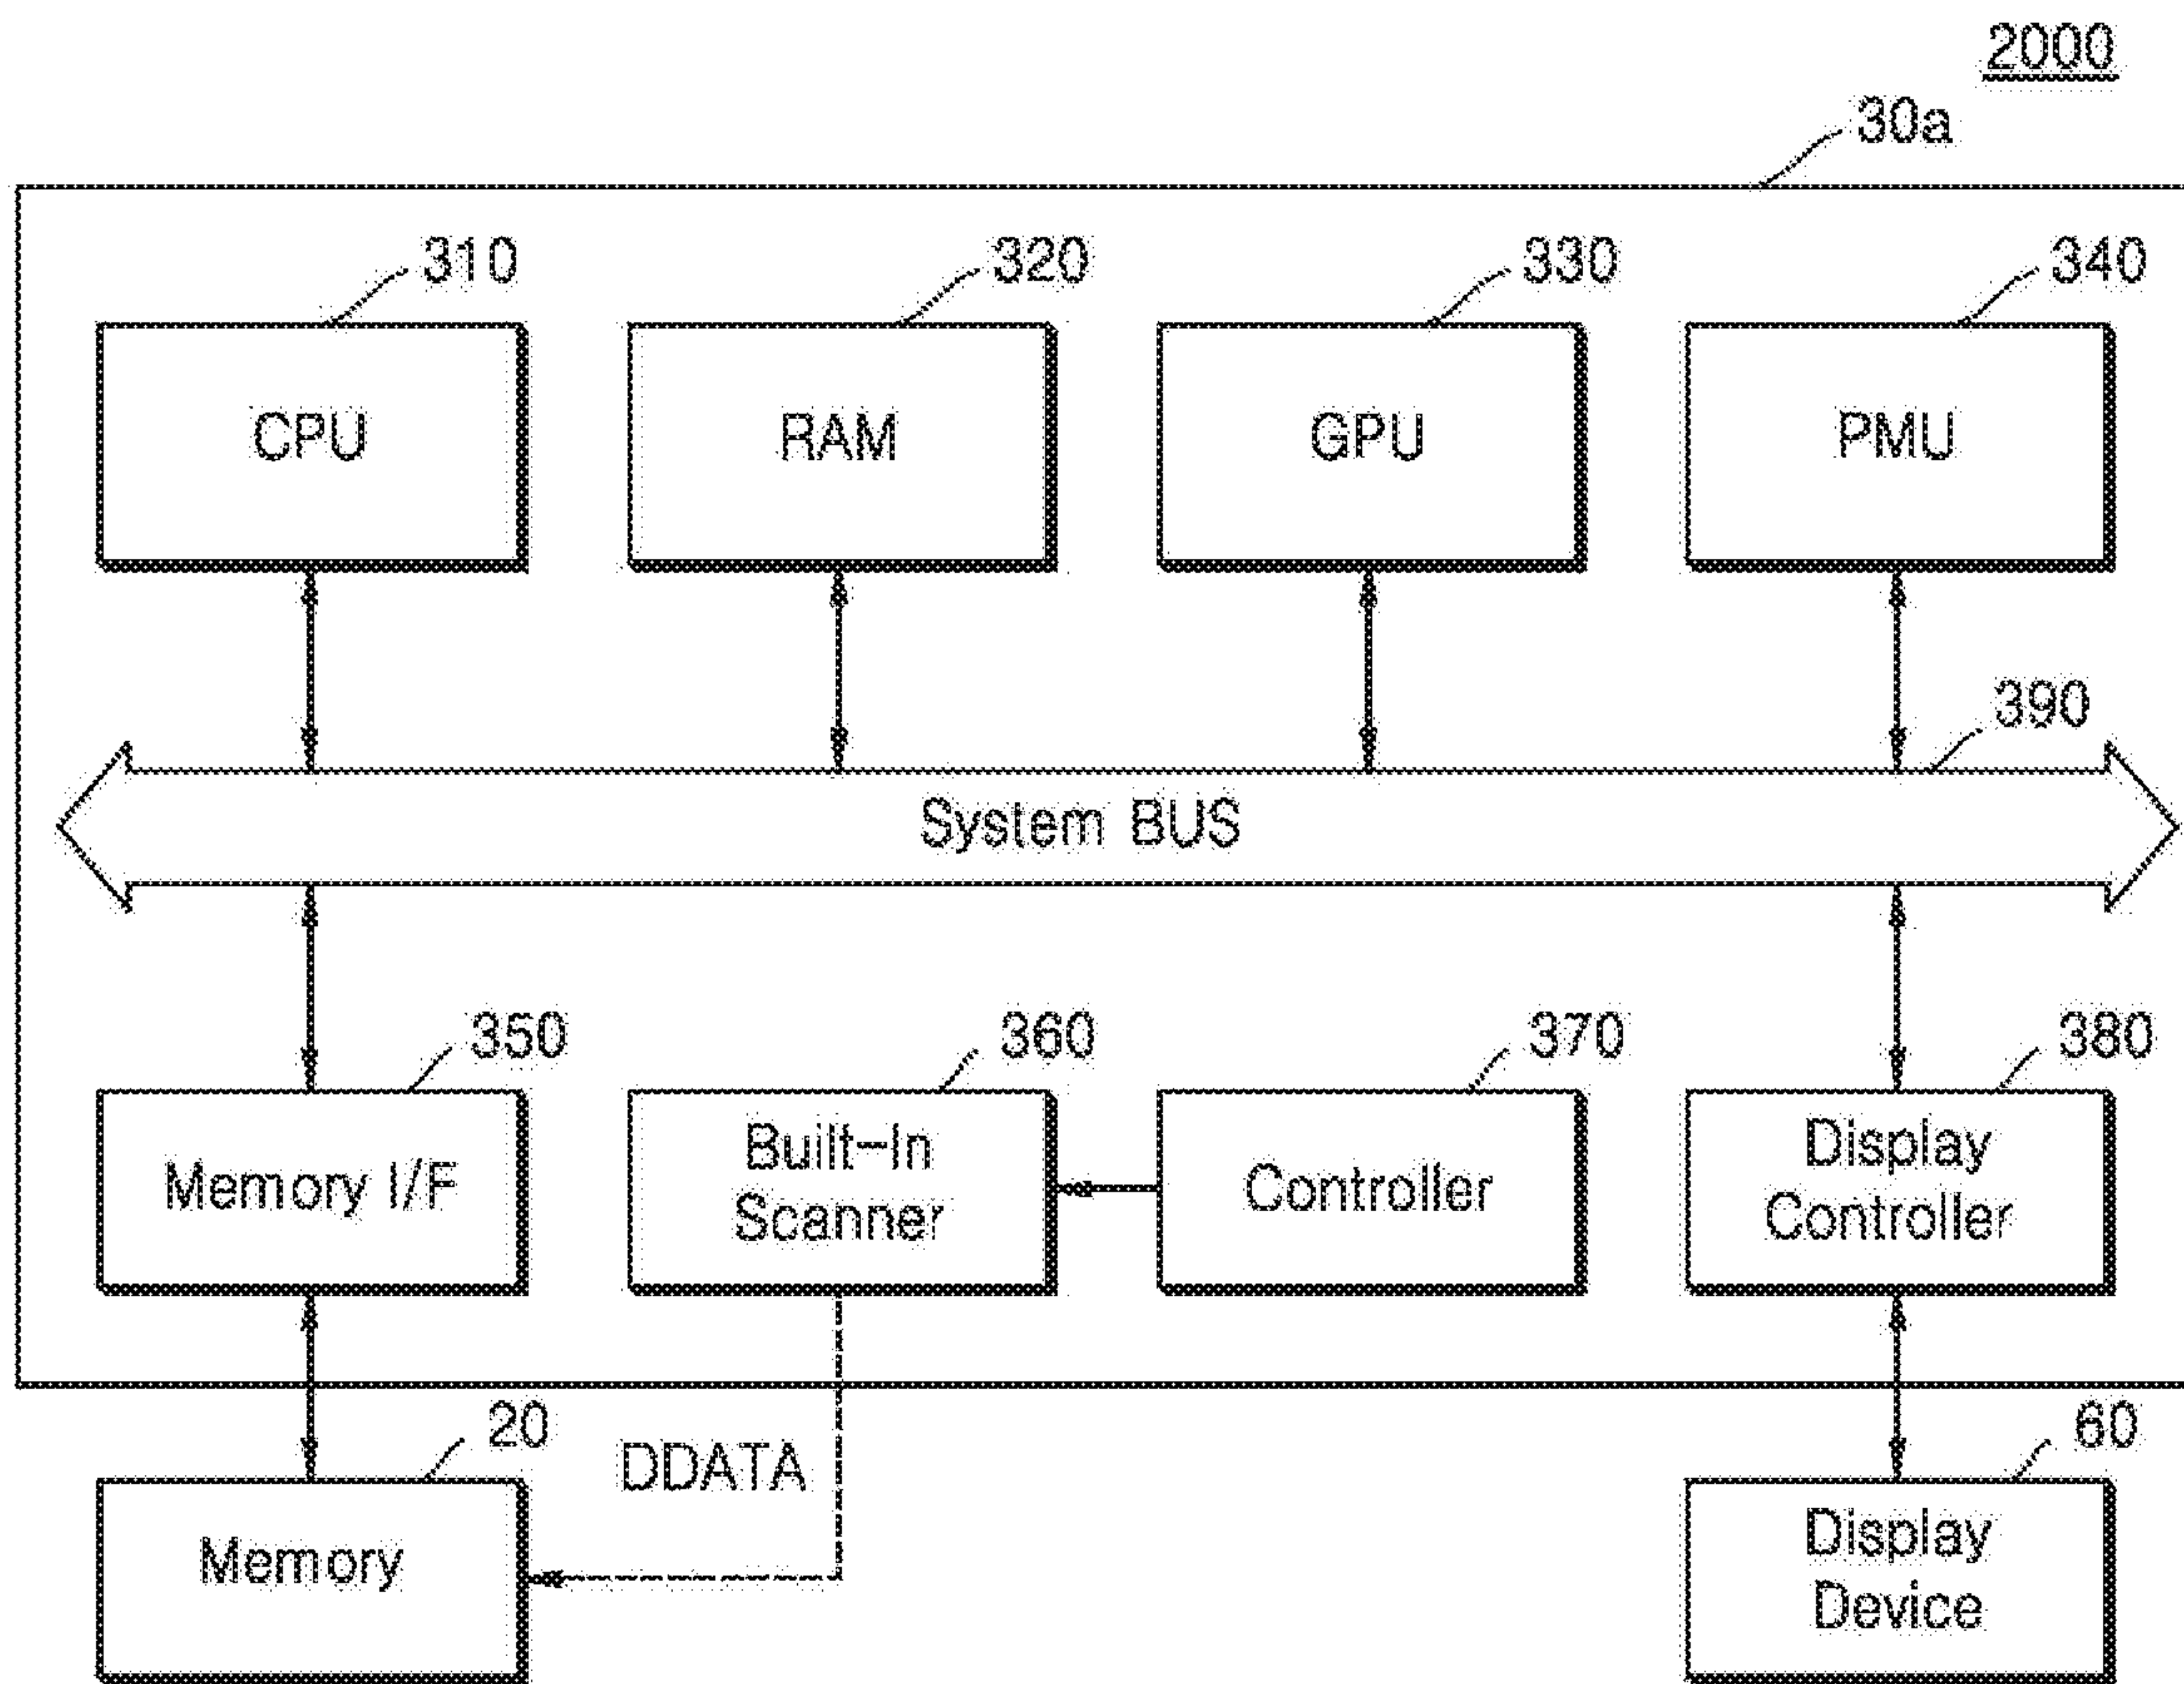 2000
30a
310
320
330
340
CPU
RAM
GPU
PMU
390
System BUS
350
360
370
380
Memory I/F
Built-In
Scanner
Controller
Display
Controller
20
DDATA
60
Memory
Display
Device